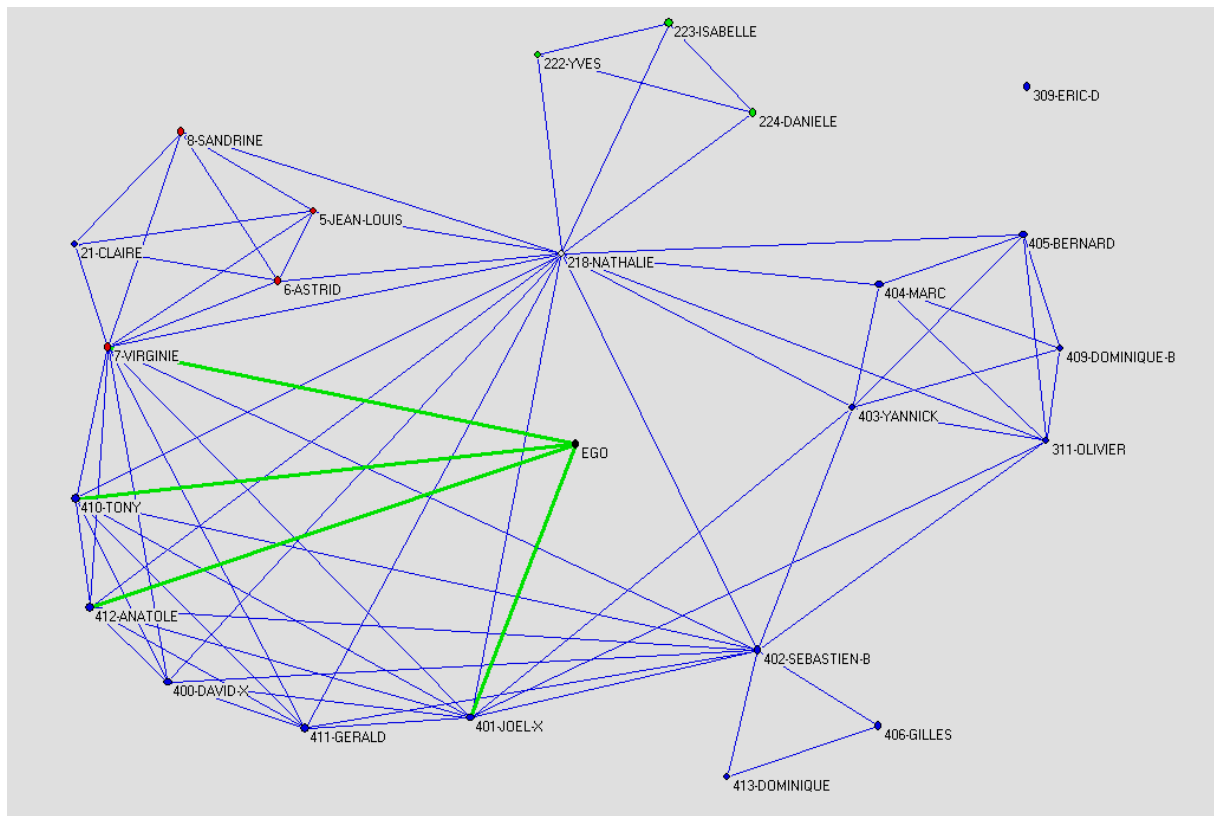 223-ISABELLE
222-YVES
309-ERIC-D
224-DANIELE
8-SANDRINE
5-JEAN-LOUIS
405-BERNARD
21-CLAIRE
218-NATHALIE
6-ASTRID
404-MARC
7-VIRGINIE
409-DOMINIQUE-B
403-YANNICK
EGO
311-OLIVIER
410-TONY
412-ANATOLE
402-SEBASTIEN-B
400-DAVID-X
401-JOEL-X
411-GERALD
406-GILLES
413-DOMINIQUE